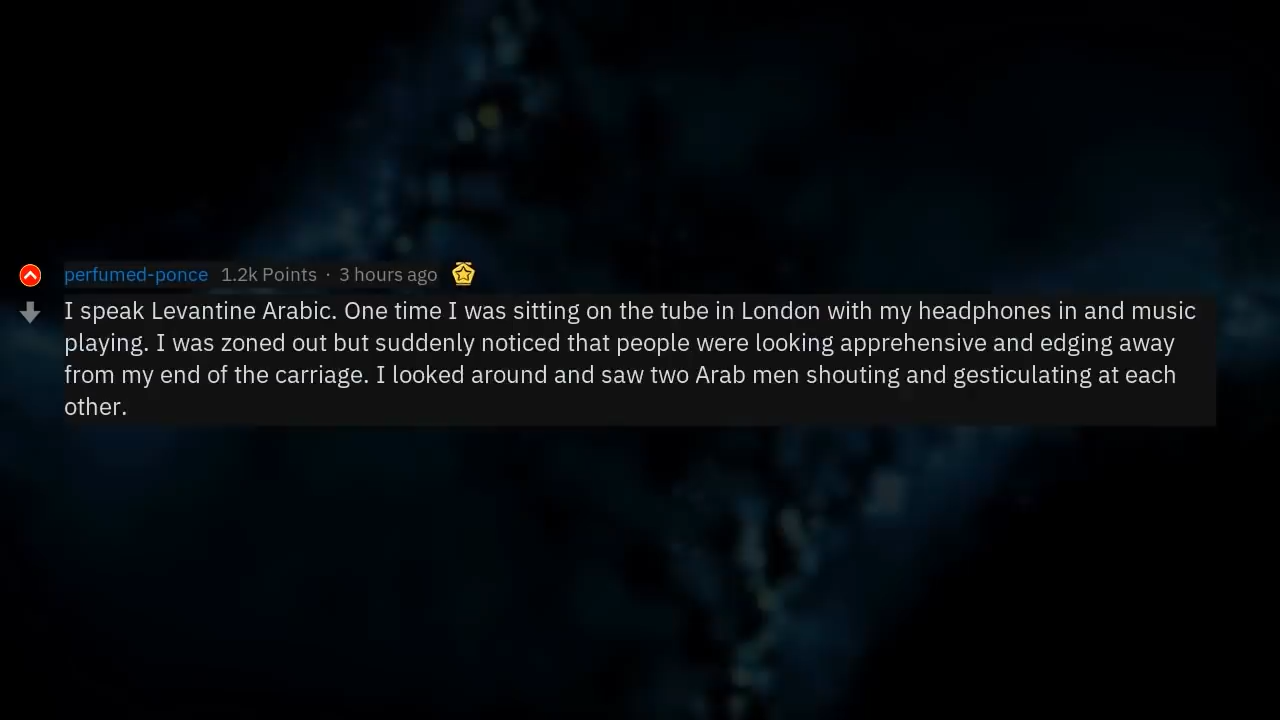 perfumed-ponce 1.2k Points · 3 hours ago
I speak Levantine Arabic. One time I was sitting on the tube in London with my headphones in and music
playing. I was zoned out but suddenly noticed that people were looking apprehensive and edging away
from my end of the carriage. I looked around and saw two Arab men shouting and gesticulating at each
other.